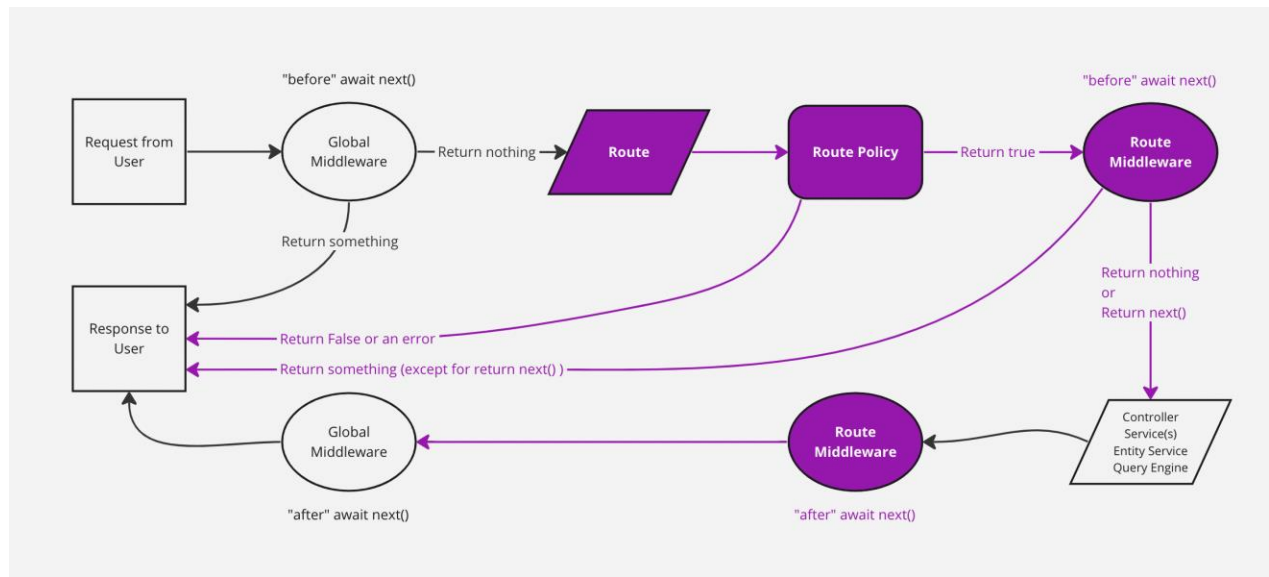 "before" await next()
"before" await next()
Request from
User
Global
Middleware
Return nothing
Route
Route Policy
Return true
Route
Middleware
Return something
Return nothing
or
Return next()
Response to
User
Return False or an error
Return something (except for return next() )
Global
Middleware
Route
Middleware
Controller
Service(s)
Entity Service
Query Engine
"after" await next()
"after" await next()